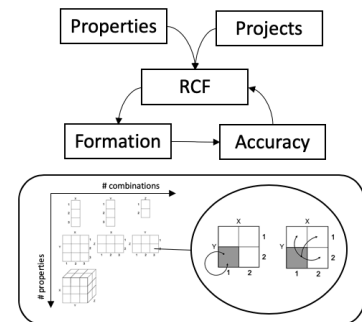 Properties
Projects
RCF
Formation
Accuracy
# combinations
# properties
X
X
Y
1
Y
1
2
2
1 2
1 2